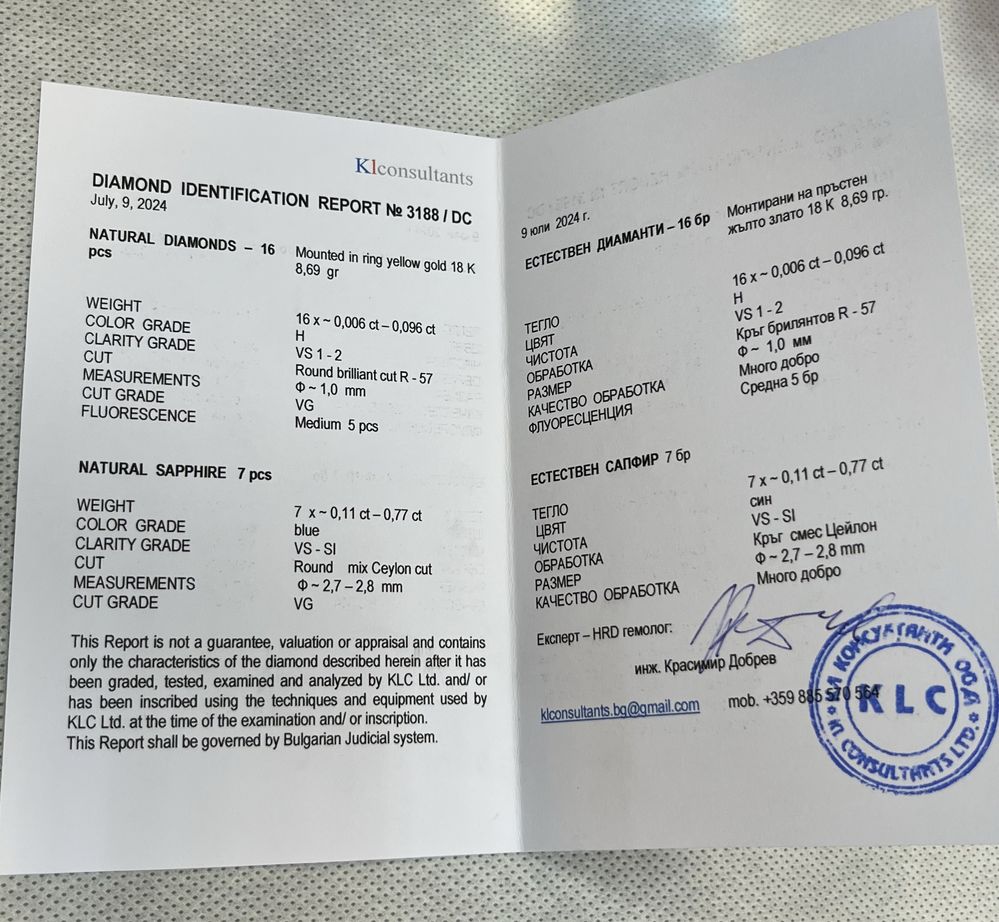 Klconsultants
DIAMOND IDENTIFICATION REPORT № 3188 / DC
July, 9, 2024
NATURAL DIAMONDS – 16 pcs
Mounted in ring yellow gold 18 K
8,69 gr
WEIGHT 16 x ~ 0,006 ct – 0,096 ct
COLOR GRADE H
CLARITY GRADE VS 1 - 2
CUT Round brilliant cut R - 57
MEASUREMENTS Ф ~ 1,0 mm
CUT GRADE VG
FLUORESCENCE Medium 5 pcs
NATURAL SAPPHIRE 7 pcs
WEIGHT 7 x ~ 0,11 ct – 0,77 ct
COLOR GRADE blue
CLARITY GRADE VS - SI
CUT Round mix Ceylon cut
MEASUREMENTS Ф ~ 2,7 – 2,8 mm
CUT GRADE VG
This Report is not a guarantee, valuation or appraisal and contains
only the characteristics of the diamond described herein after it has
been graded, tested, examined and analyzed by KLC Ltd. and/ or
has been inscribed using the techniques and equipment used by
KLC Ltd. at the time of the examination and/ or inscription.
This Report shall be governed by Bulgarian Judicial system.
9 юли 2024 г.
ЕСТЕСТВЕН ДИАМАНТИ – 16 бр
Монтирани на пръстен
жълто злато 18 K 8,69 гр.
ТЕГЛО 16 x ~ 0,006 ct – 0,096 ct
ЦВЯТ H
ЧИСТОТА VS 1 - 2
ОБРАБОТКА Кръг брилянтов R - 57
РАЗМЕР Ф ~ 1,0 мм
КАЧЕСТВО ОБРАБОТКА Много добро
ФЛУОРЕСЦЕНЦИЯ Средна 5 бр
ЕСТЕСТВЕН САПФИР 7 бр
ТЕГЛО 7 x ~ 0,11 ct – 0,77 ct
ЦВЯТ син
ЧИСТОТА VS - SI
ОБРАБОТКА Кръг смес Цейлон
РАЗМЕР Ф ~ 2,7 – 2,8 mm
КАЧЕСТВО ОБРАБОТКА Много добро
Експерт – HRD гемолог:
инж. Красимир Добрев
klconsultants.bg@gmail.com mob. +359 885 570 564
КОНСУЛТАНТИ ООД
KLC
KL CONSULTANTS LTD.